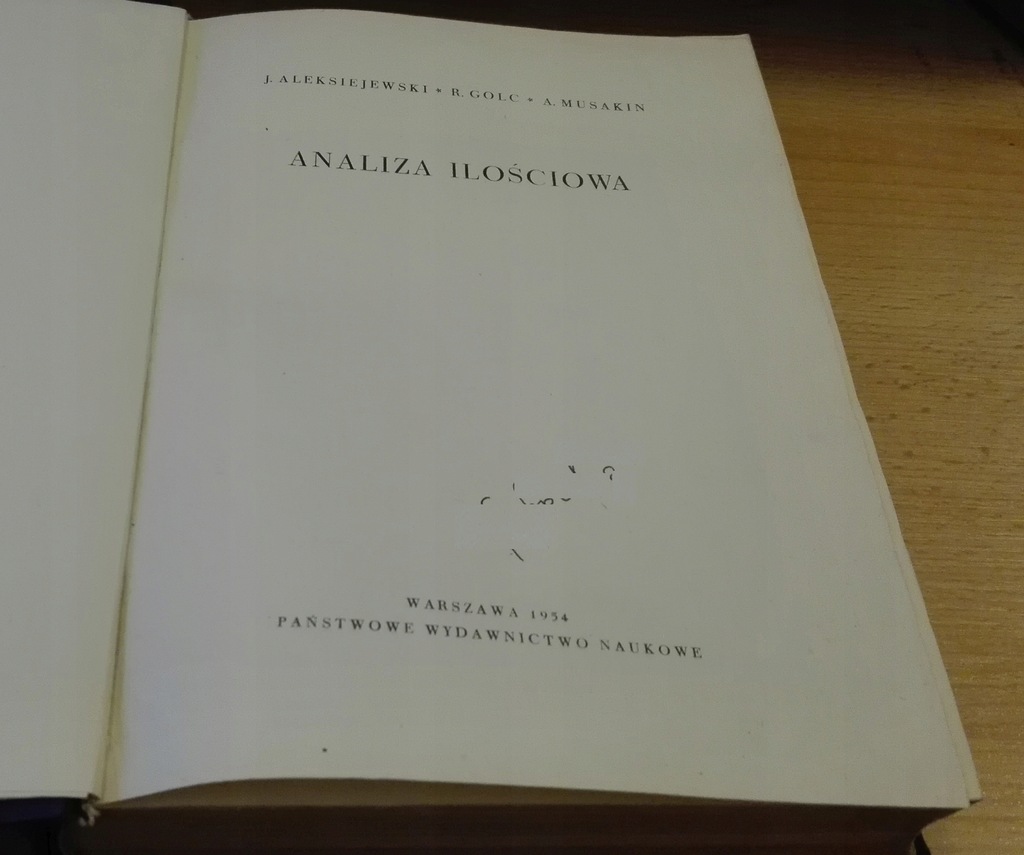 J. ALEKSIEJEWSKI * R. GOLC * A. MUSAKIN
ANALIZA ILOŚCIOWA
WARSZAWA 1954
PAŃSTWOWE WYDAWNICTWO NAUKOWE